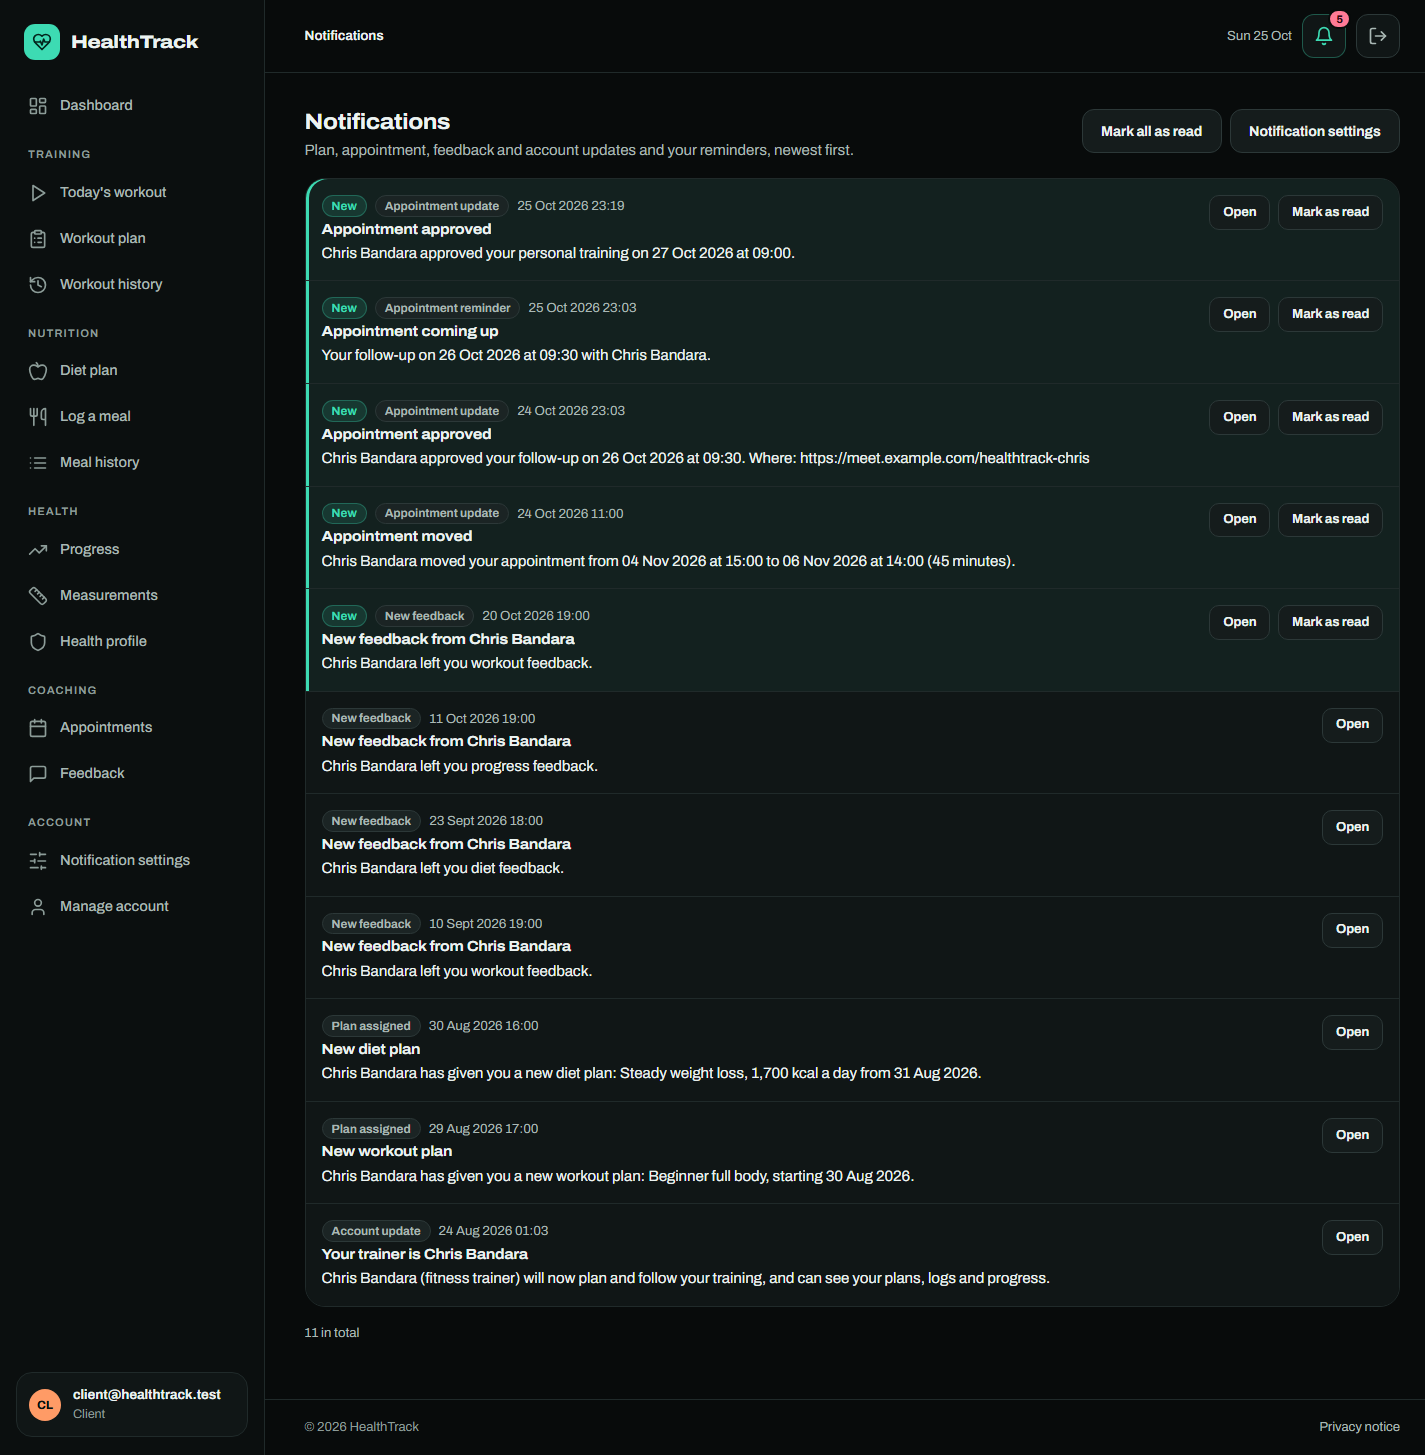 HealthTrack
Dashboard
TRAINING
Today's workout
Workout plan
Workout history
NUTRITION
Diet plan
Log a meal
Meal history
HEALTH
Progress
Measurements
Health profile
COACHING
Appointments
Feedback
ACCOUNT
Notification settings
Manage account
CL
client@healthtrack.test
Client
Notifications
Sun 25 Oct
5
Notifications
Plan, appointment, feedback and account updates and your reminders, newest first.
Mark all as read
Notification settings
New Appointment update 25 Oct 2026 23:19
Appointment approved
Chris Bandara approved your personal training on 27 Oct 2026 at 09:00.
Open Mark as read
New Appointment reminder 25 Oct 2026 23:03
Appointment coming up
Your follow-up on 26 Oct 2026 at 09:30 with Chris Bandara.
Open Mark as read
New Appointment update 24 Oct 2026 23:03
Appointment approved
Chris Bandara approved your follow-up on 26 Oct 2026 at 09:30. Where: https://meet.example.com/healthtrack-chris
Open Mark as read
New Appointment update 24 Oct 2026 11:00
Appointment moved
Chris Bandara moved your appointment from 04 Nov 2026 at 15:00 to 06 Nov 2026 at 14:00 (45 minutes).
Open Mark as read
New New feedback 20 Oct 2026 19:00
New feedback from Chris Bandara
Chris Bandara left you workout feedback.
Open Mark as read
New feedback 11 Oct 2026 19:00
New feedback from Chris Bandara
Chris Bandara left you progress feedback.
Open
New feedback 23 Sept 2026 18:00
New feedback from Chris Bandara
Chris Bandara left you diet feedback.
Open
New feedback 10 Sept 2026 19:00
New feedback from Chris Bandara
Chris Bandara left you workout feedback.
Open
Plan assigned 30 Aug 2026 16:00
New diet plan
Chris Bandara has given you a new diet plan: Steady weight loss, 1,700 kcal a day from 31 Aug 2026.
Open
Plan assigned 29 Aug 2026 17:00
New workout plan
Chris Bandara has given you a new workout plan: Beginner full body, starting 30 Aug 2026.
Open
Account update 24 Aug 2026 01:03
Your trainer is Chris Bandara
Chris Bandara (fitness trainer) will now plan and follow your training, and can see your plans, logs and progress.
Open
11 in total
© 2026 HealthTrack
Privacy notice